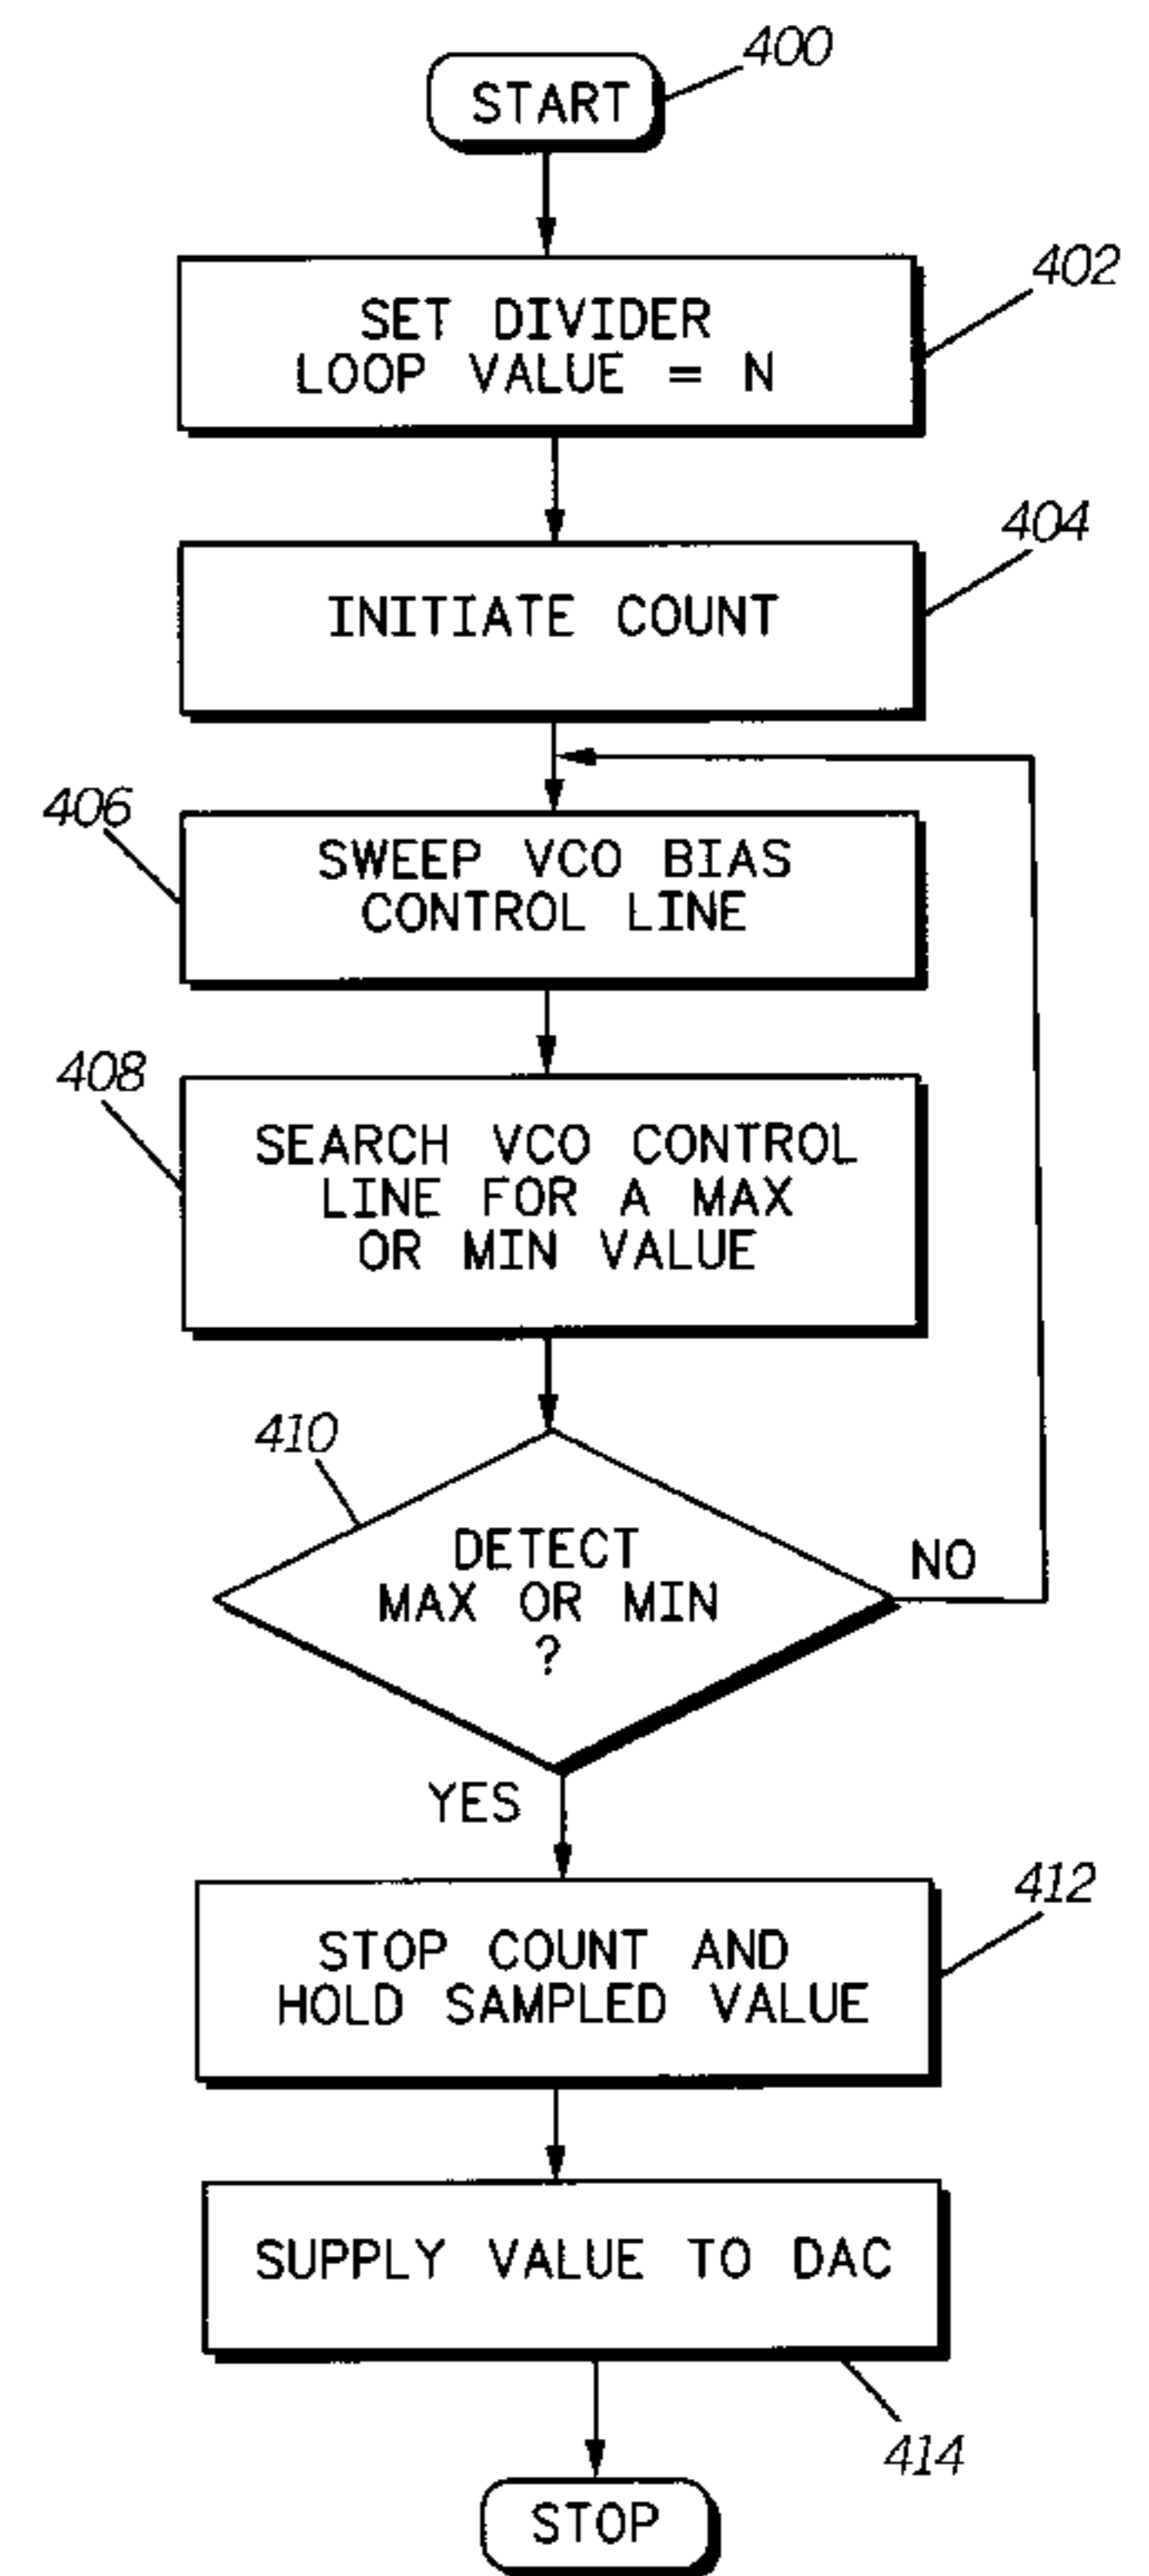 400
START
402
SET DIVIDER
LOOP VALUE = N
404
INITIATE COUNT
406
SWEEP VCO BIAS
CONTROL LINE
408
SEARCH VCO CONTROL
LINE FOR A MAX
OR MIN VALUE
410
DETECT
MAX OR MIN
?
NO
YES
412
STOP COUNT AND
HOLD SAMPLED VALUE
SUPPLY VALUE TO DAC
414
STOP